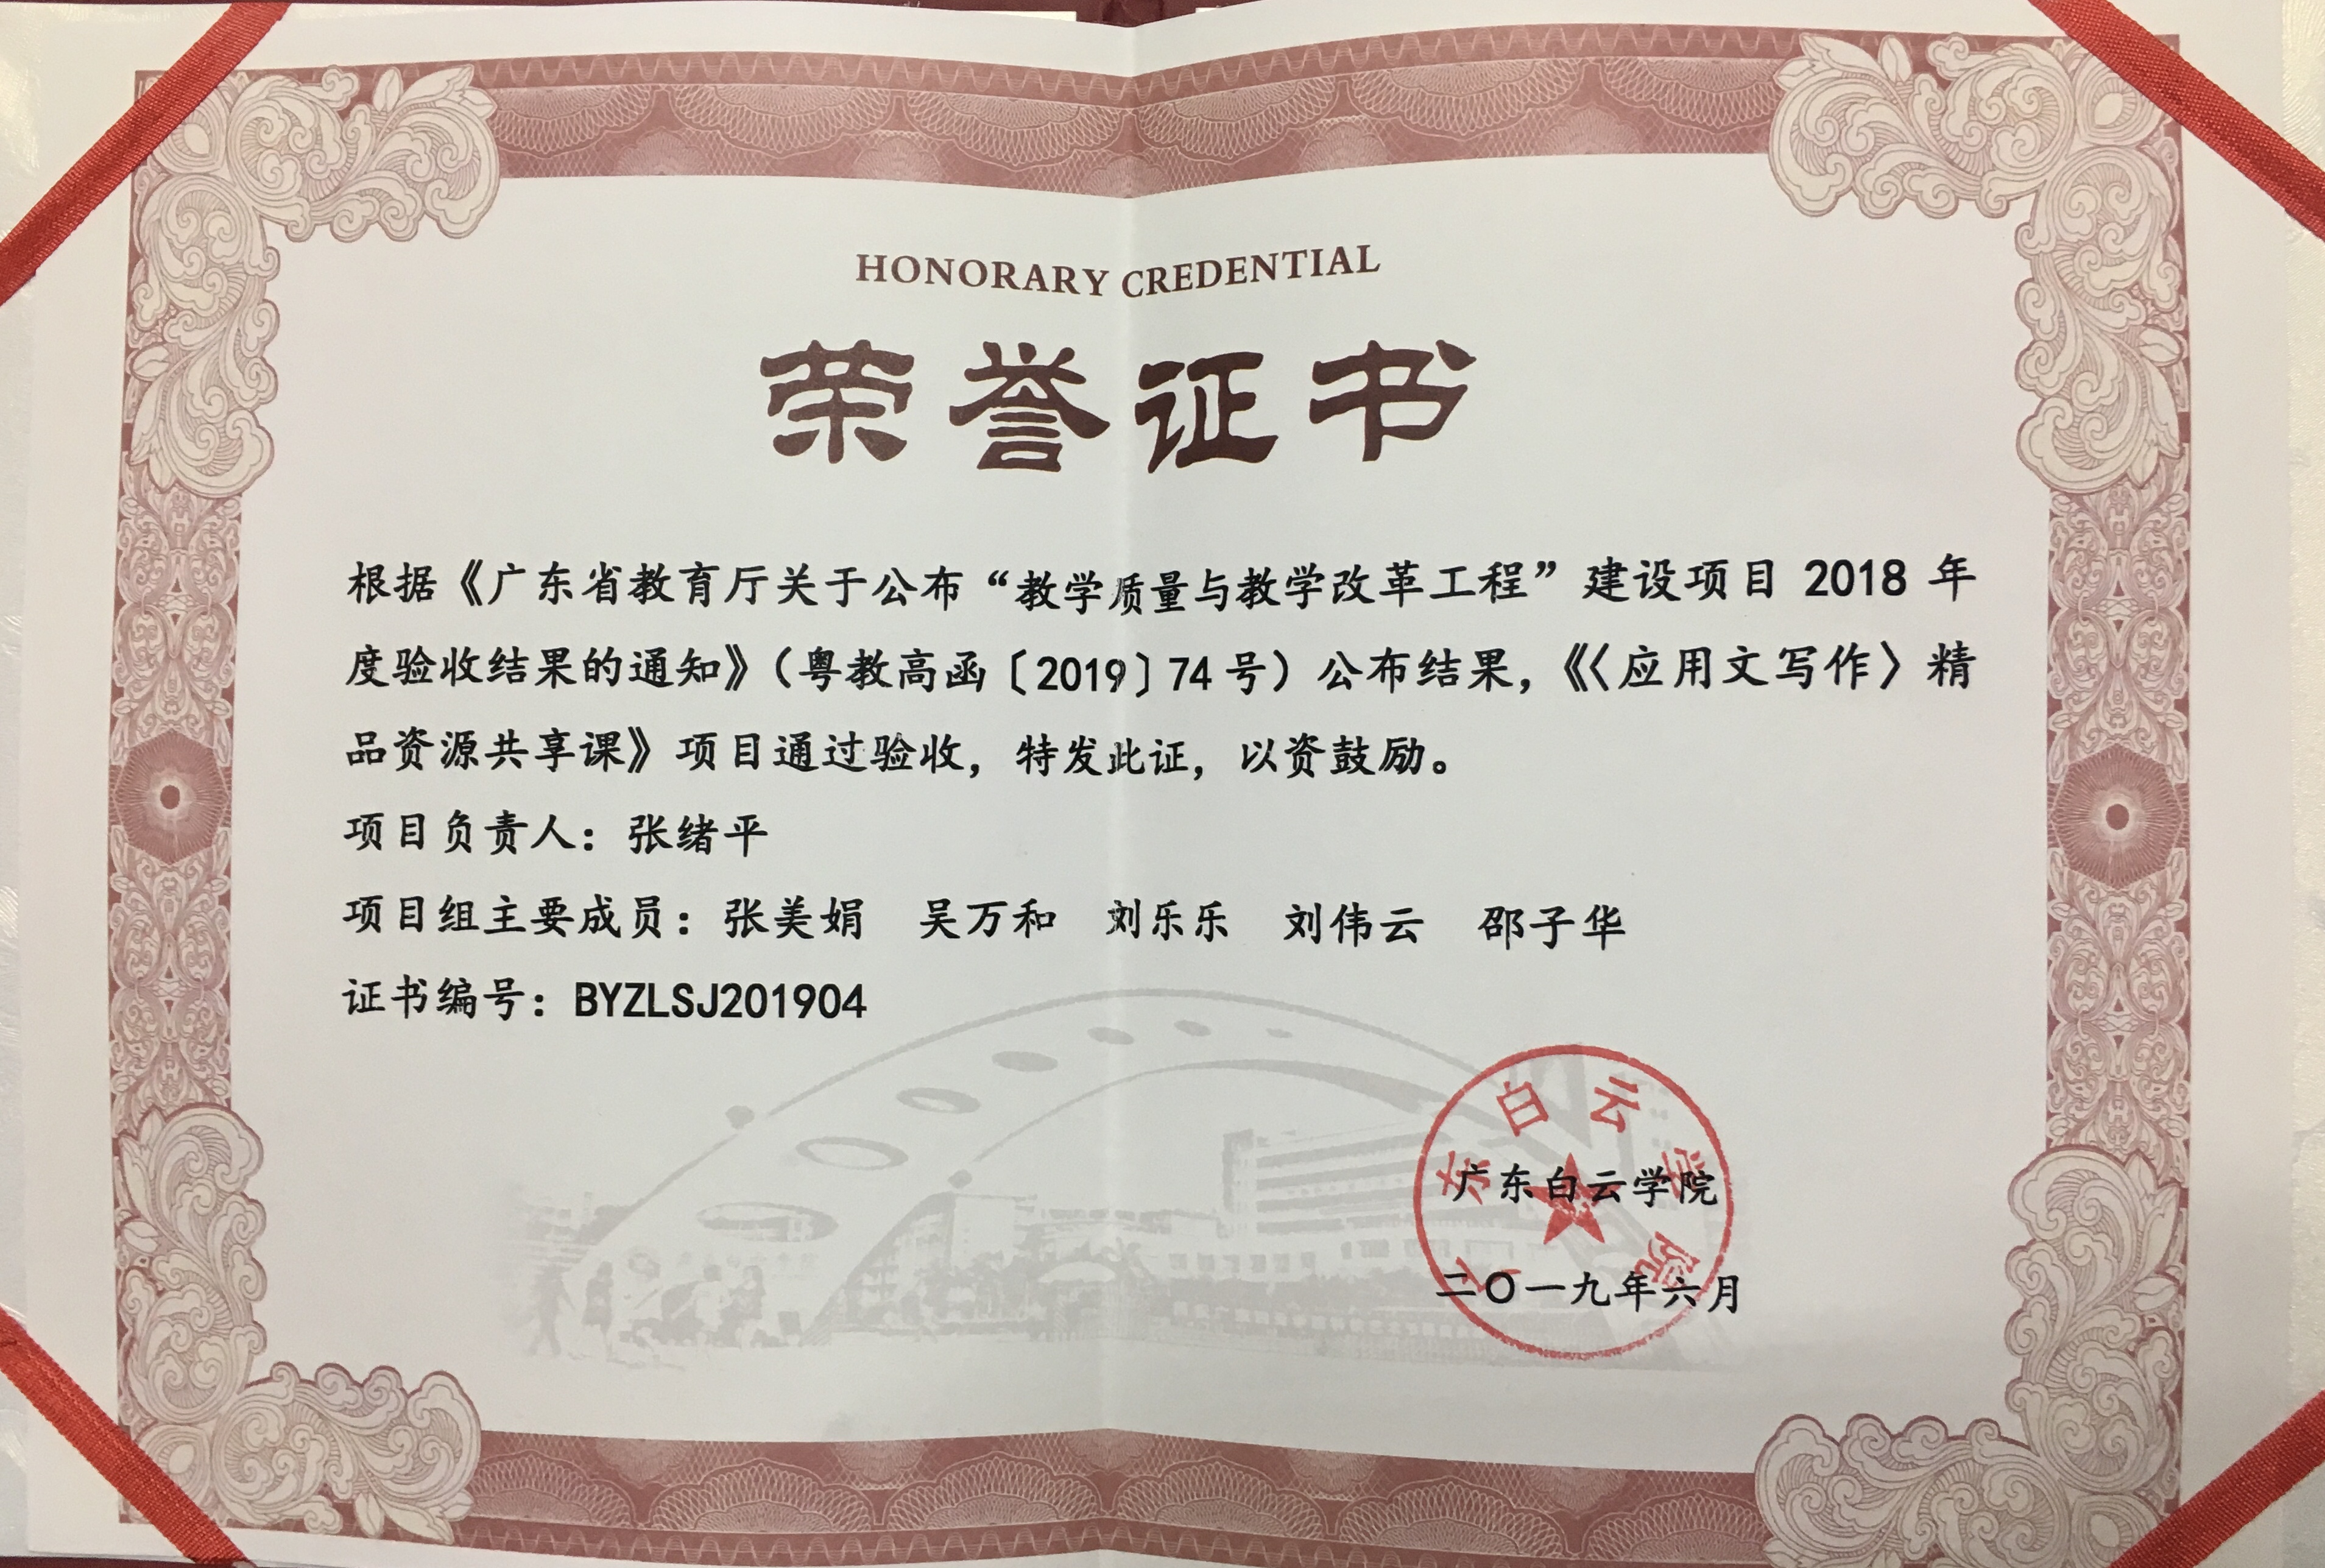 HONORARY CREDENTIAL
荣誉证书
根据《广东省教育厅关于公布“教学质量与教学改革工程”建设项目 2018 年
度验收结果的通知》（粤教高函〔2019〕74 号）公布结果，《〈应用文写作〉精
品资源共享课》项目通过验收，特发此证，以资鼓励。
项目负责人：张绪平
项目组主要成员：张美娟 吴万和 刘乐乐 刘伟云 邵子华
证书编号：BYZLSJ201904
广东白云学院
广东白云学院
二〇一九年六月